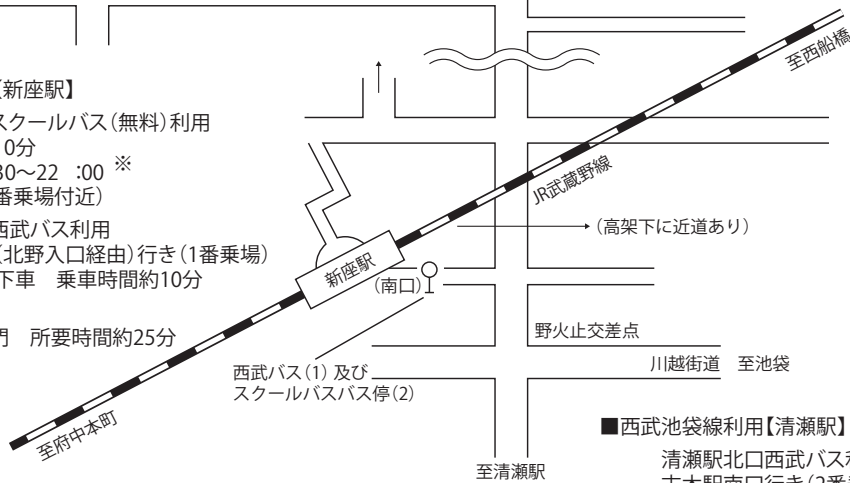 【新座駅】
スクールバス(無料)利用
0分
30～22 :00 ※
番乗場付近)
西武バス利用
(北野入口経由)行き(1番乗場)
下車 乗車時間約10分
門 所要時間約25分
至西船橋
JR武蔵野線
(高架下に近道あり)
新座駅
(南口)
野火止交差点
川越街道 至池袋
西武バス(1) 及び
スクールバスバス停(2)
至府中本町
■西武池袋線利用【清瀬駅】
清瀬駅北口西武バス
至清瀬駅